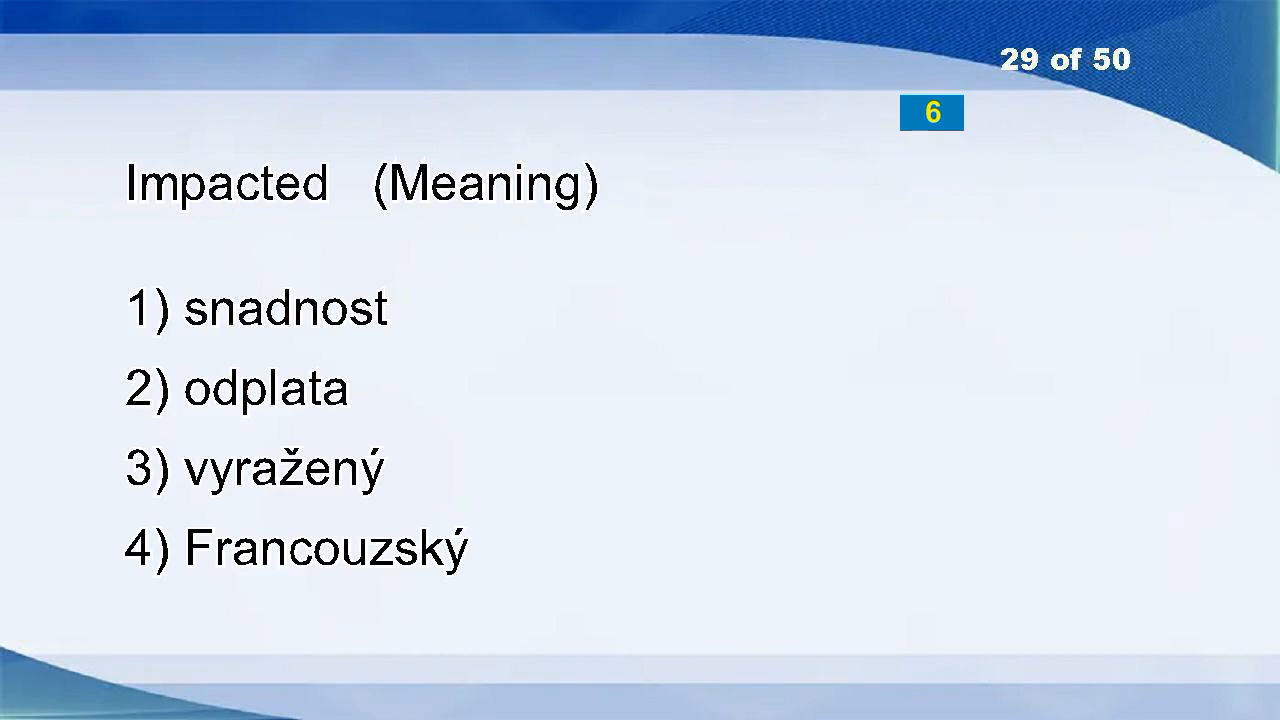 29 of 50
6
Impacted (Meaning)
1) snadnost
2) odplata
3) vyražený
4) Francouzský